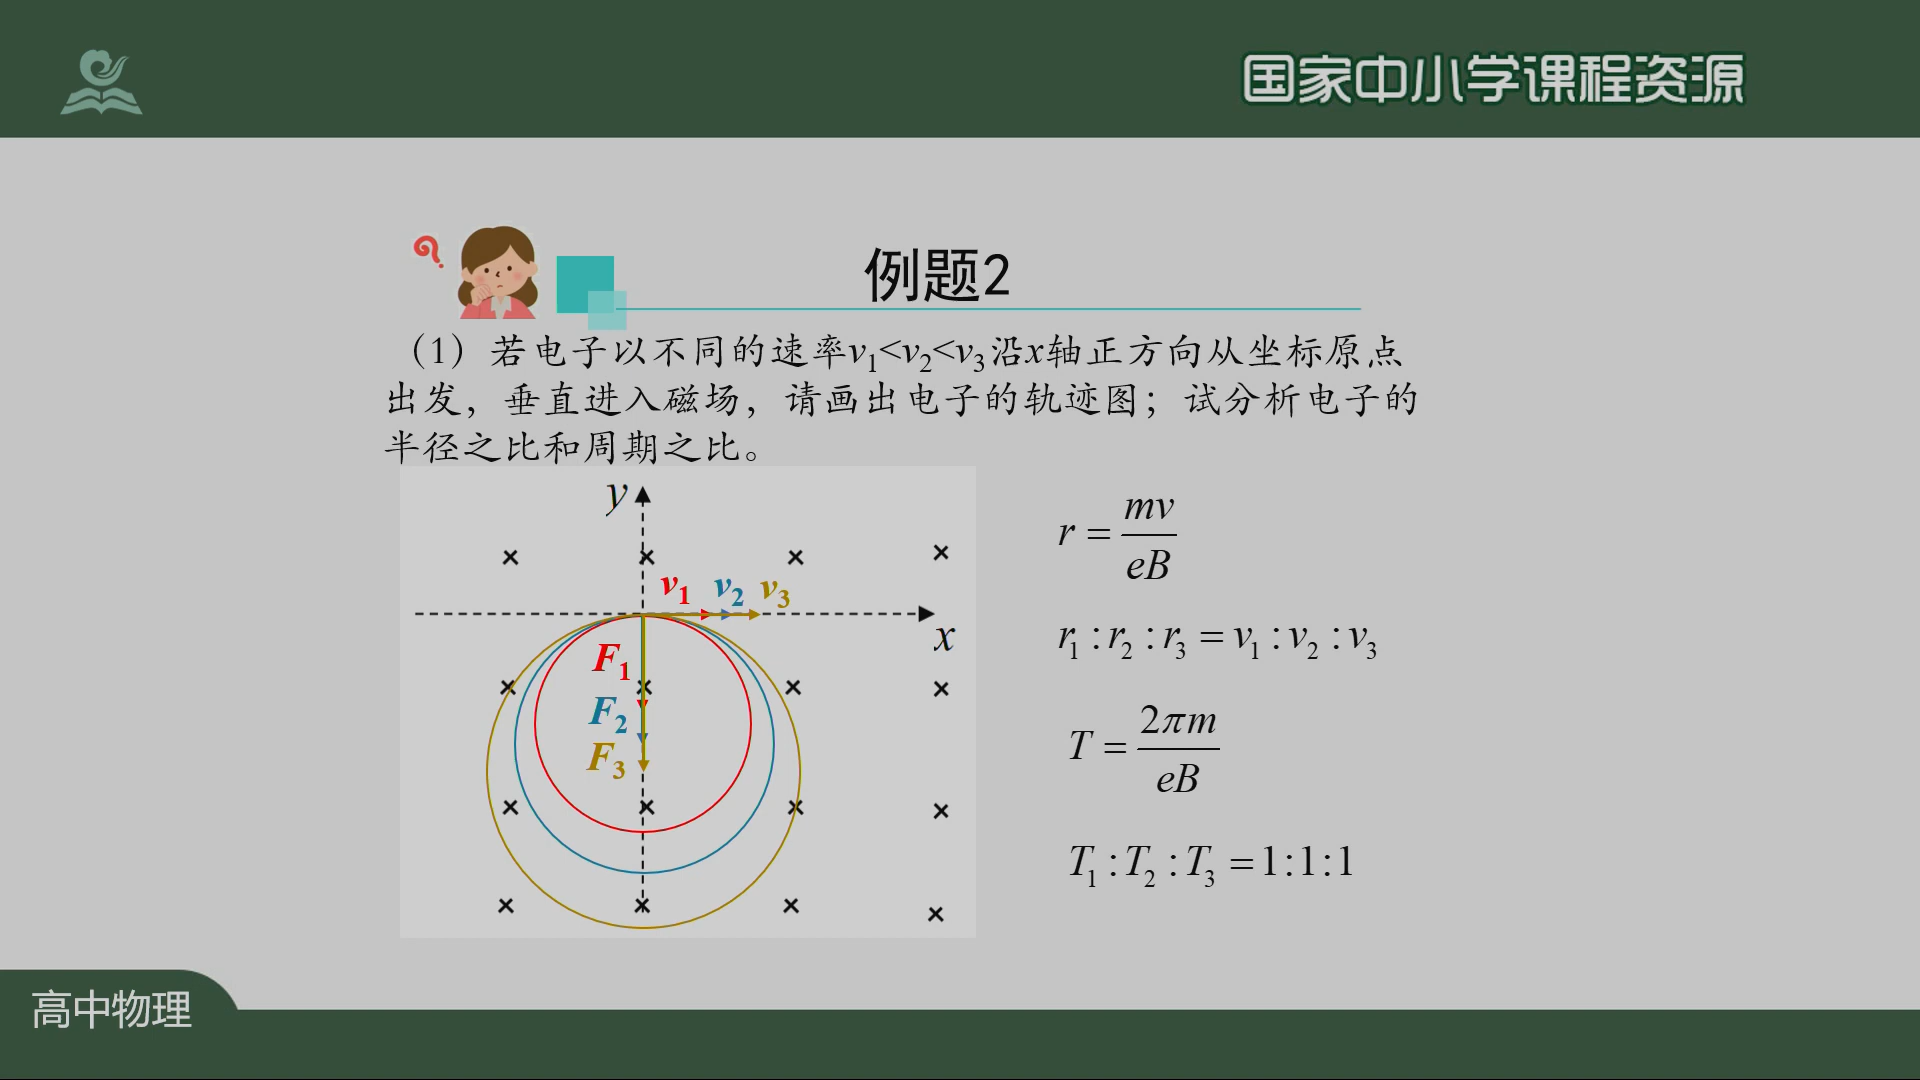 国家中小学课程资源
例题2
（1）若电子以不同的速率v₁<v₂<v₃沿x轴正方向从坐标原点
出发，垂直进入磁场，请画出电子的轨迹图；试分析电子的
半径之比和周期之比。
y
v₁ v₂ v₃
x
F₁
F₂
F₃
r = mv/eB
r₁ : r₂ : r₃ = v₁ : v₂ : v₃
T = 2πm/eB
T₁ : T₂ : T₃ = 1:1:1
高中物理